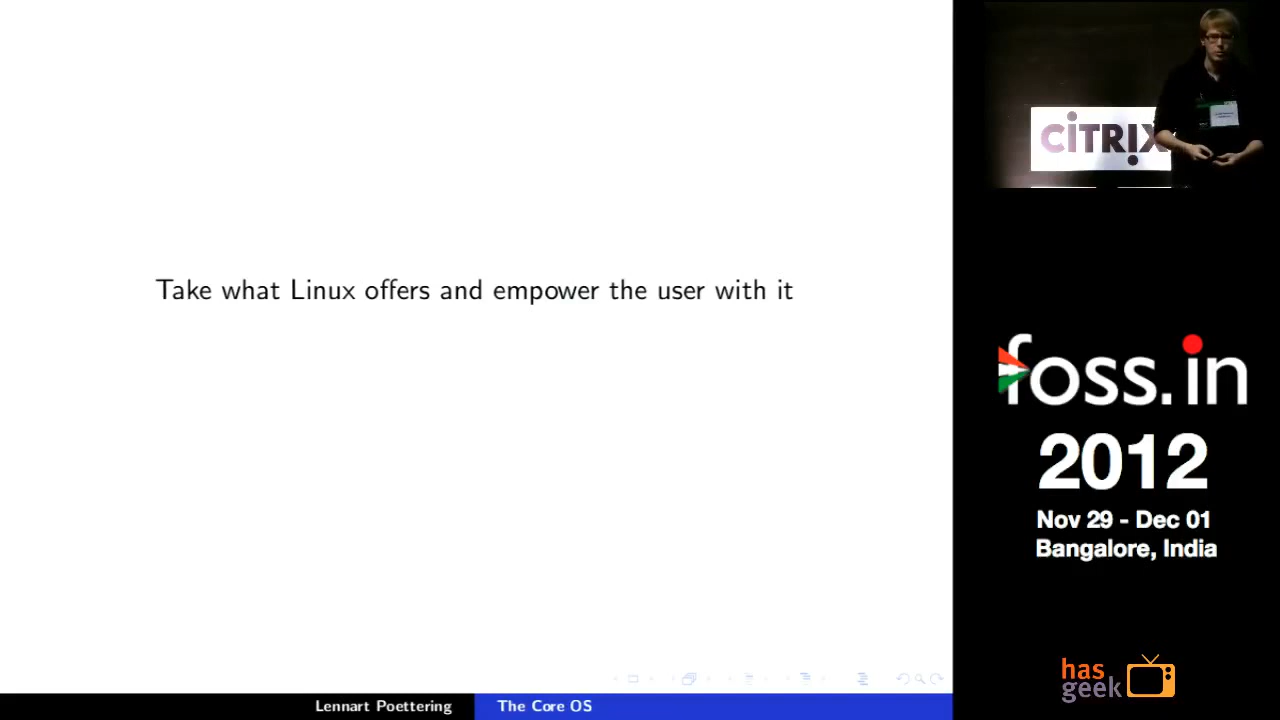 Take what Linux offers and empower the user with it
Lennart Poettering
The Core OS
CITRIX
foss.in
2012
Nov 29 - Dec 01
Bangalore, India
has
geek